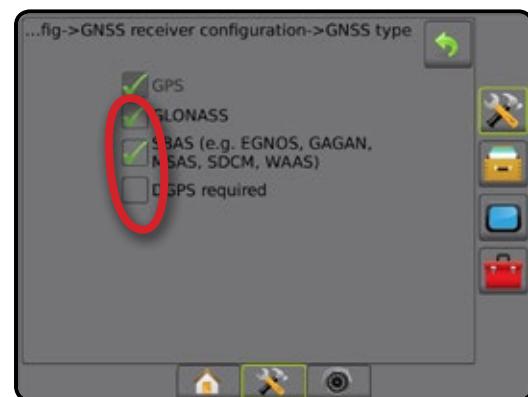 ...fig->GNSS receiver configuration->GNSS type
GPS
GLONASS
SBAS (e.g. EGNOS, GAGAN,
MSAS, SDCM, WAAS)
DGPS required